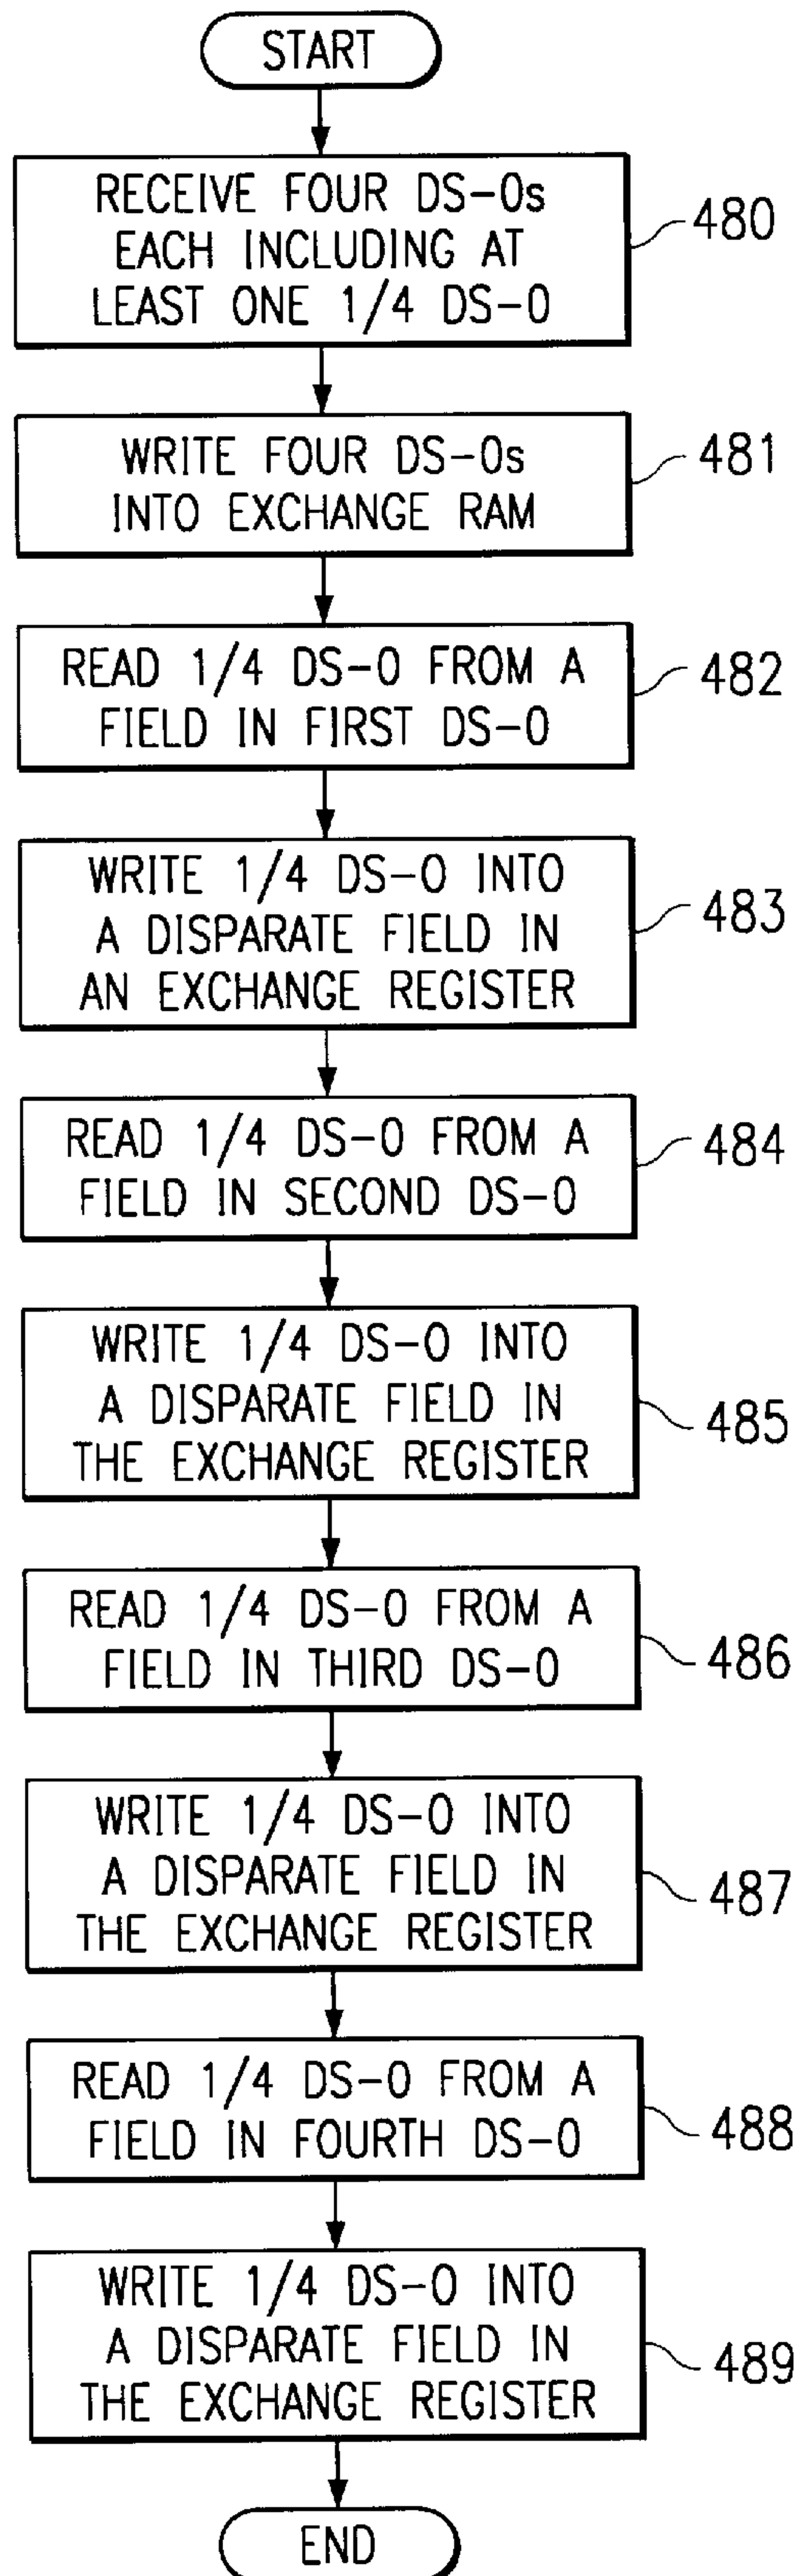 START
RECEIVE FOUR DS-0s
EACH INCLUDING AT
LEAST ONE 1/4 DS-0
480
WRITE FOUR DS-0s
INTO EXCHANGE RAM
481
READ 1/4 DS-0 FROM A
FIELD IN FIRST DS-0
482
WRITE 1/4 DS-0 INTO
A DISPARATE FIELD IN
AN EXCHANGE REGISTER
483
READ 1/4 DS-0 FROM A
FIELD IN SECOND DS-0
484
WRITE 1/4 DS-0 INTO
A DISPARATE FIELD IN
THE EXCHANGE REGISTER
485
READ 1/4 DS-0 FROM A
FIELD IN THIRD DS-0
486
WRITE 1/4 DS-0 INTO
A DISPARATE FIELD IN
THE EXCHANGE REGISTER
487
READ 1/4 DS-0 FROM A
FIELD IN FOURTH DS-0
488
WRITE 1/4 DS-0 INTO
A DISPARATE FIELD IN
THE EXCHANGE REGISTER
489
END